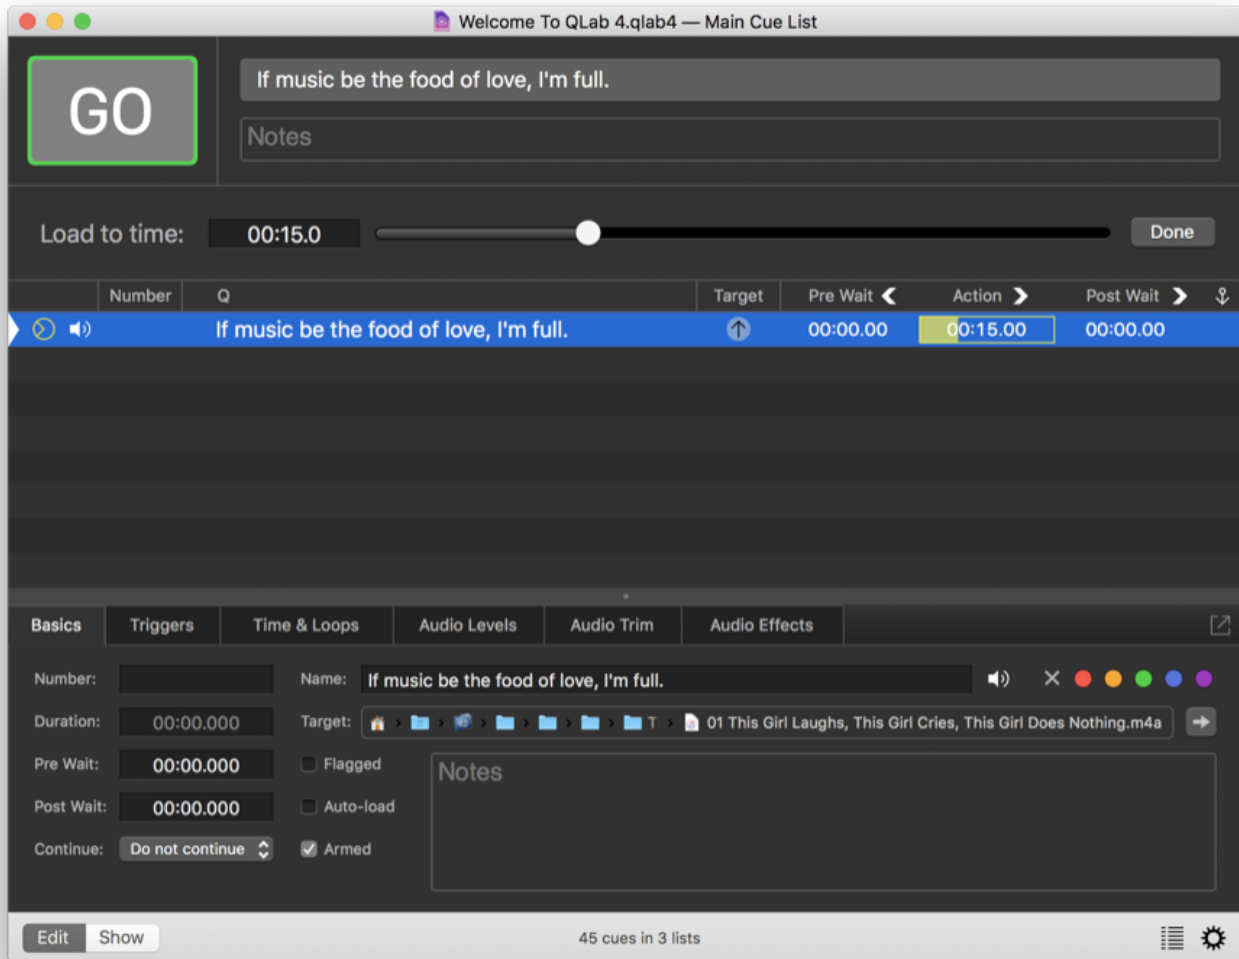 Welcome To QLab 4.qlab4 — Main Cue List
GO
If music be the food of love, I'm full.
Notes
Load to time: 00:15.0 Done
Number Q Target Pre Wait Action Post Wait
If music be the food of love, I'm full. 00:00.00 00:15.00 00:00.00
Basics Triggers Time & Loops Audio Levels Audio Trim Audio Effects
Number: Name: If music be the food of love, I'm full.
Duration: 00:00.000 Target: T 01 This Girl Laughs, This Girl Cries, This Girl Does Nothing.m4a
Pre Wait: 00:00.000 Flagged Notes
Post Wait: 00:00.000 Auto-load
Continue: Do not continue Armed
Edit Show 45 cues in 3 lists